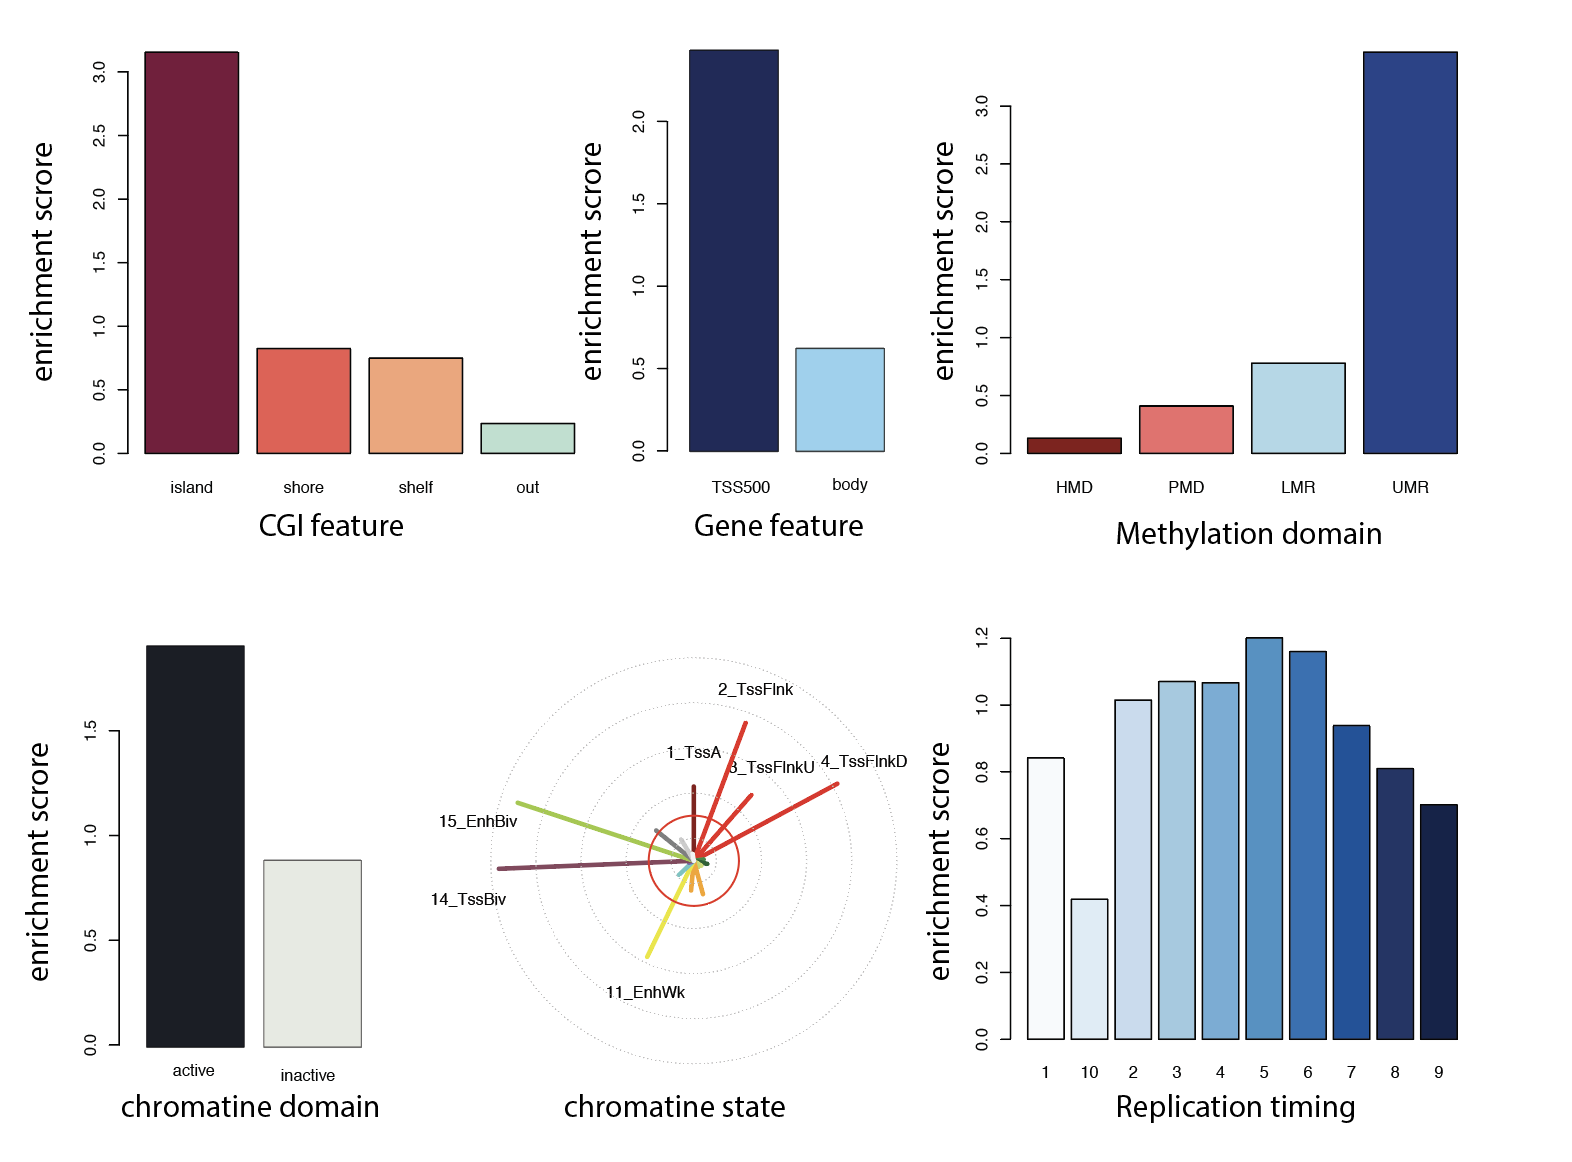 enrichment scrore
3.0
2.5
2.0
1.5
1.0
0.5
0.0
island shore shelf out
CGI feature
enrichment scrore
2.0
1.5
1.0
0.5
0.0
TSS500 body
Gene feature
enrichment scrore
3.0
2.5
2.0
1.5
1.0
0.5
0.0
HMD PMD LMR UMR
Methylation domain
enrichment scrore
1.5
1.0
0.5
0.0
active inactive
chromatine domain
2_TssFlnk
1_TssA
3_TssFlnkU
4_TssFlnkD
15_EnhBiv
14_TssBiv
11_EnhWk
chromatine state
enrichment scrore
1.2
1.0
0.8
0.6
0.4
0.2
0.0
1 10 2 3 4 5 6 7 8 9
Replication timing